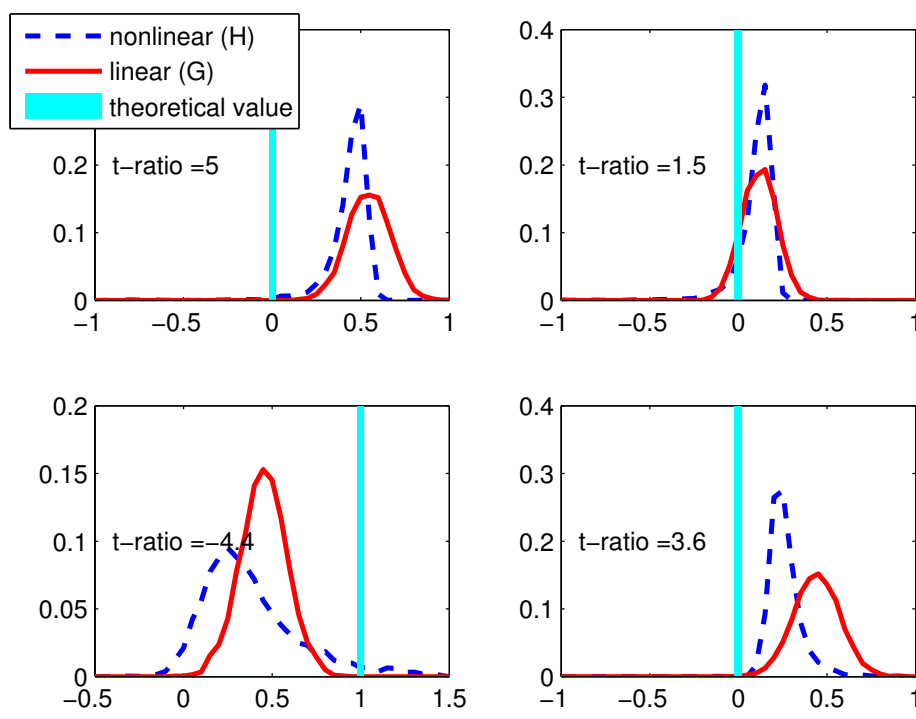 nonlinear (H)
linear (G)
theoretical value
t−ratio =5
0.2
0.1
0
−1 −0.5 0 0.5 1
0.4
0.3
0.2
0.1
0
t−ratio =1.5
−1 −0.5 0 0.5 1
0.2
0.15
0.1
0.05
0
t−ratio =−4.4
−0.5 0 0.5 1 1.5
0.4
0.3
0.2
0.1
0
t−ratio =3.6
−1 −0.5 0 0.5 1